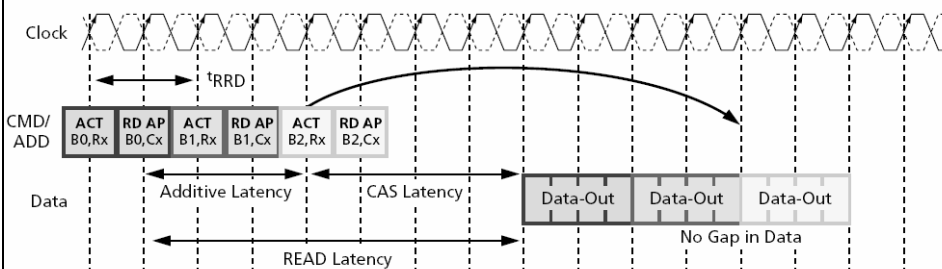 Clock
tRRD
CMD/
ADD
ACT RD AP ACT RD AP ACT RD AP
B0,Rx B0,Cx B1,Rx B1,Cx B2,Rx B2,Cx
Additive Latency CAS Latency
Data
Data-Out Data-Out Data-Out
No Gap in Data
READ Latency